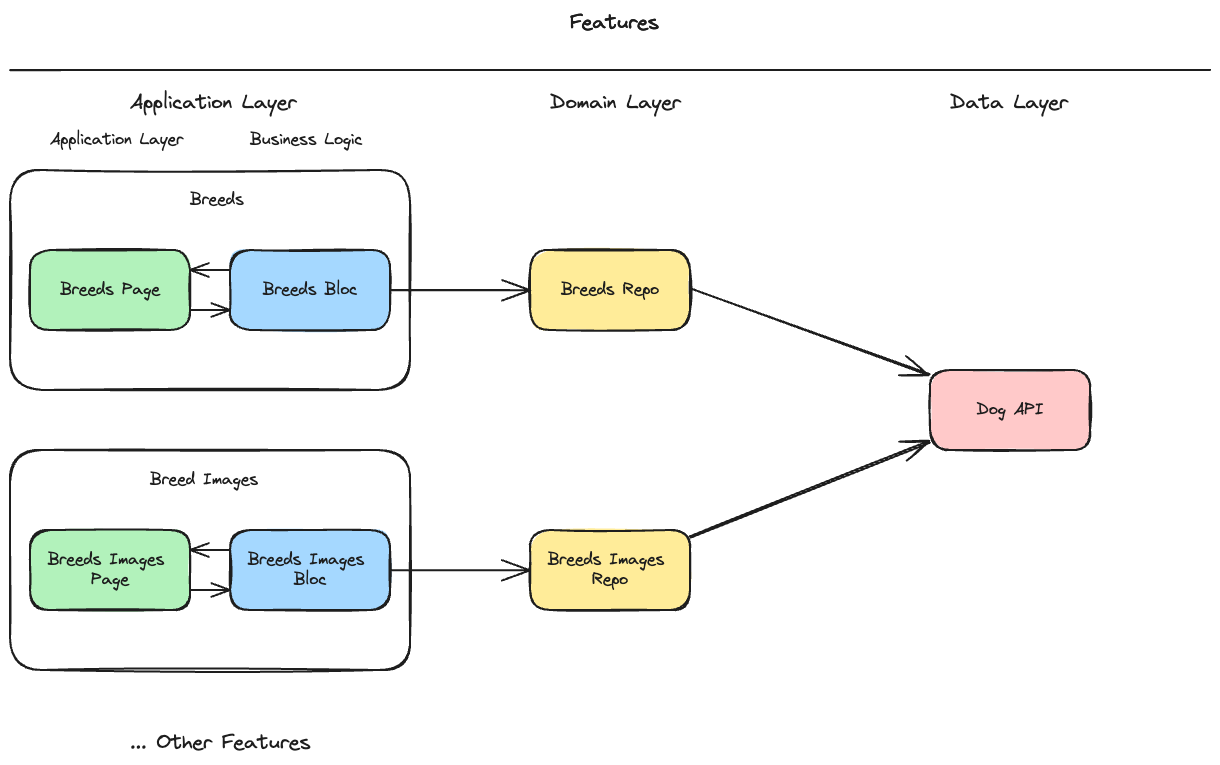 Features
Application Layer
Domain Layer
Data Layer
Application Layer
Business Logic
Breeds
Breeds Page
Breeds Bloc
Breeds Repo
Dog API
Breed Images
Breeds Images
Page
Breeds Images
Bloc
Breeds Images
Repo
... Other Features